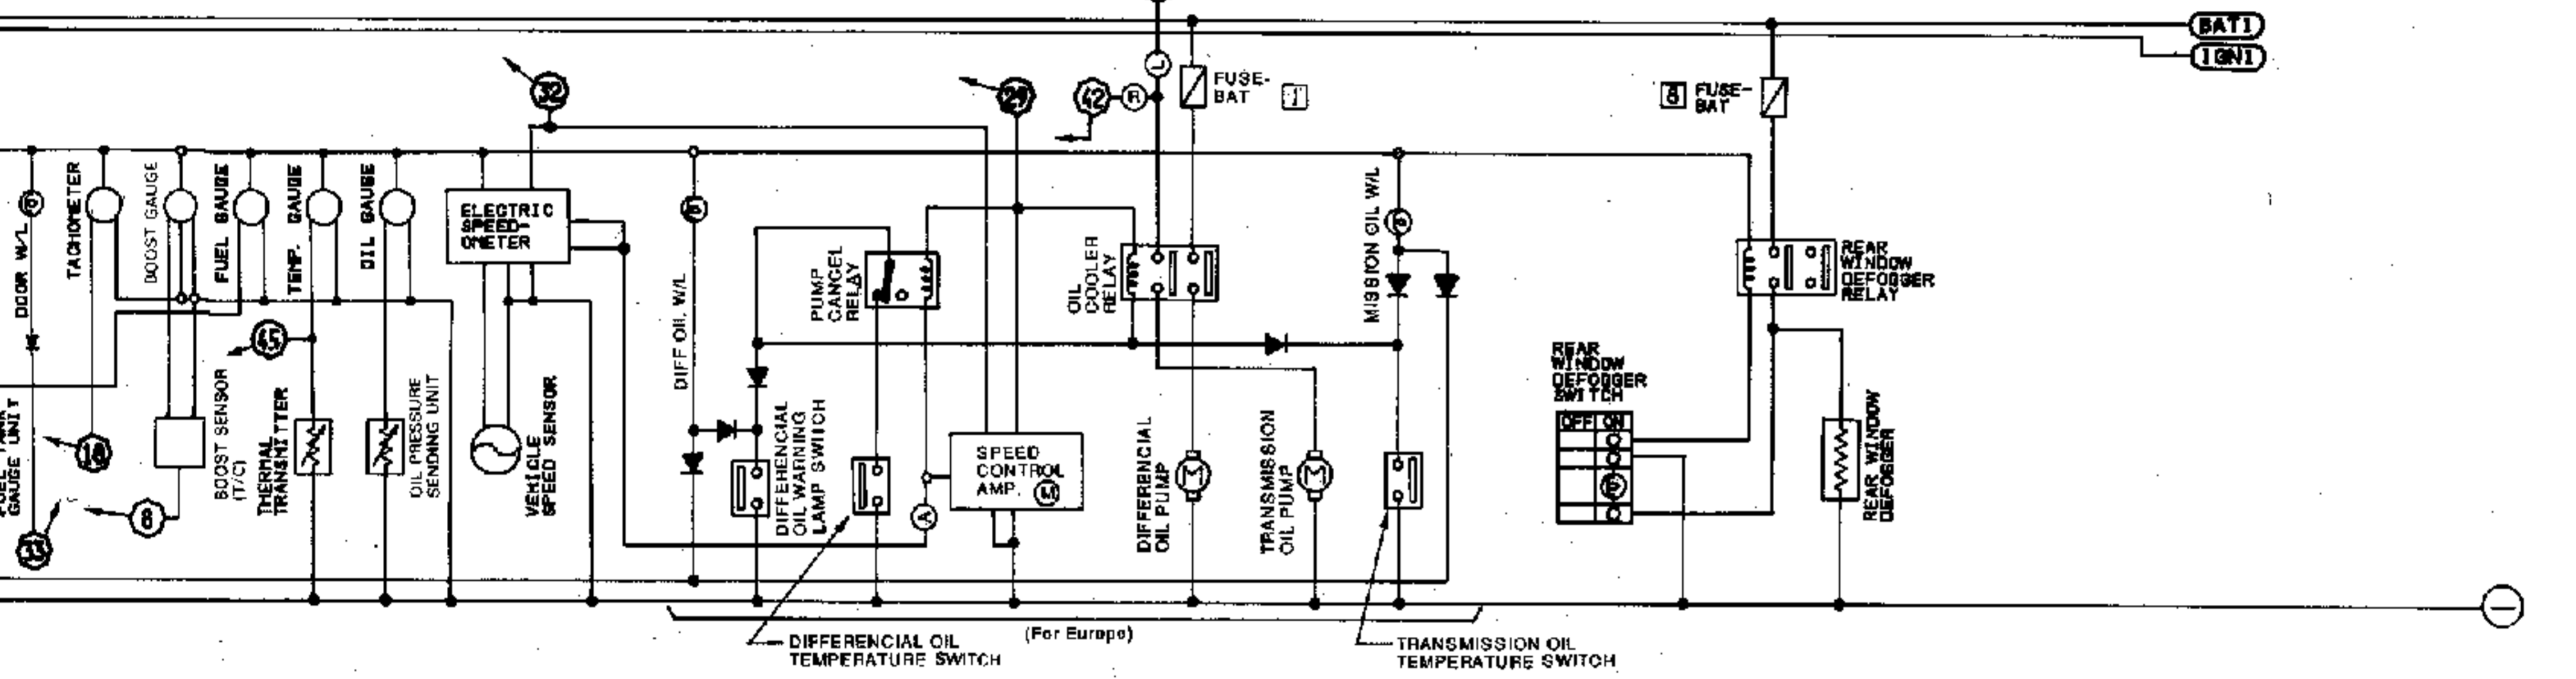 BAT1
IGN1
32
29
42
R
L
FUSE-
BAT
1
8
FUSE-
BAT
DOOR W/L
TACHOMETER
BOOST GAUGE
FUEL GAUGE
TEMP. GAUGE
OIL GAUGE
ELECTRIC
SPEED-
OMETER
DIFF OIL W/L
PUMP
CANCEL
RELAY
OIL
COOLER
RELAY
MISSION OIL W/L
REAR
WINDOW
DEFOGGER
RELAY
45
REAR
WINDOW
DEFOGGER
SWITCH
OFF ON
GAUGE UNIT
18
33
8
BOOST SENSOR
(T/C)
THERMAL
TRANSMITTER
OIL PRESSURE
SENDING UNIT
VEHICLE
SPEED SENSOR
DIFFERENCIAL
OIL WARNING
LAMP SWITCH
A
SPEED
CONTROL
AMP. M
DIFFERENCIAL
OIL PUMP
M
TRANSMISSION
OIL PUMP
M
REAR WINDOW
DEFOGGER
(For Europe)
DIFFERENCIAL OIL
TEMPERATURE SWITCH
TRANSMISSION OIL
TEMPERATURE SWITCH